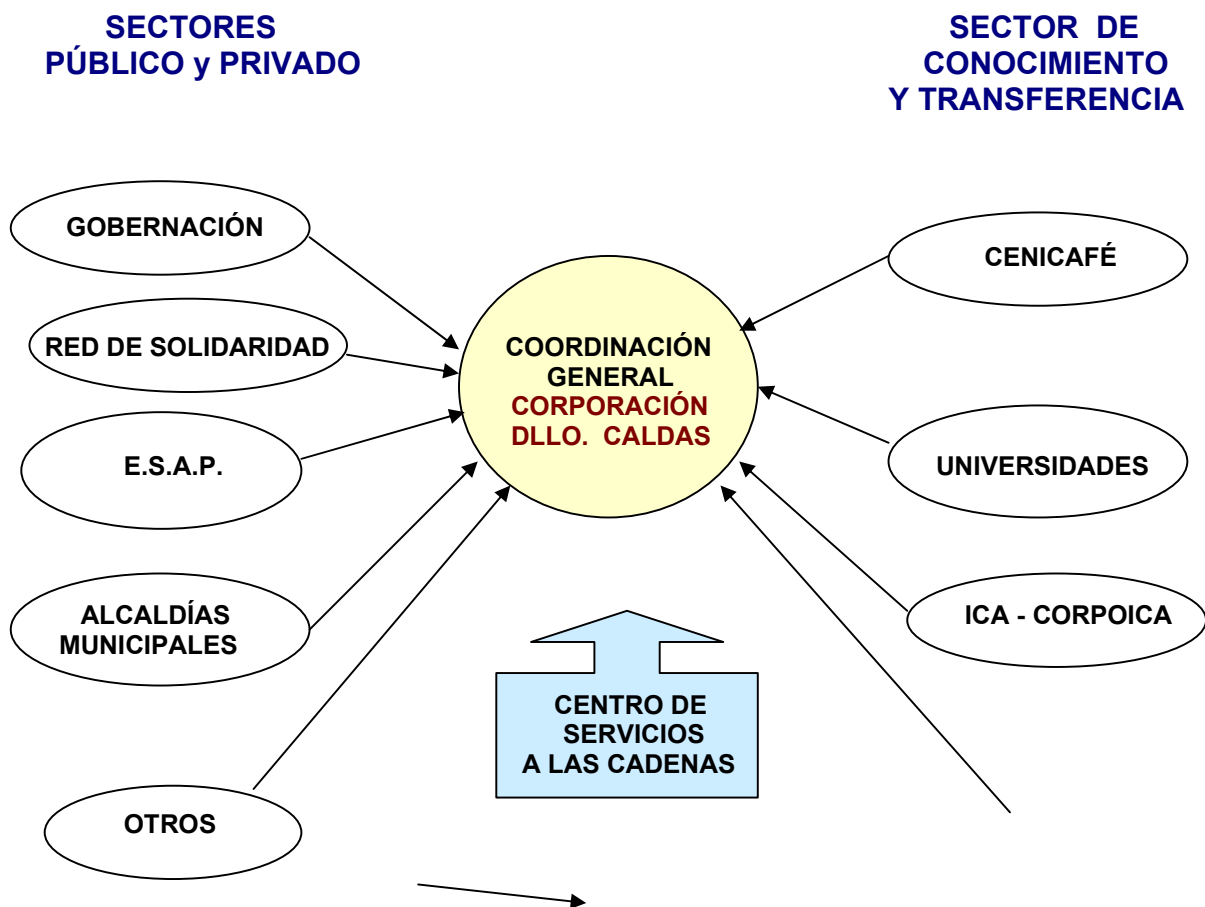 SECTORES
PÚBLICO y PRIVADO
SECTOR DE
CONOCIMIENTO
Y TRANSFERENCIA
GOBERNACIÓN
RED DE SOLIDARIDAD
E.S.A.P.
ALCALDÍAS
MUNICIPALES
OTROS
COORDINACIÓN
GENERAL
CORPORACIÓN
DLLO. CALDAS
CENTRO DE
SERVICIOS
A LAS CADENAS
CENICAFÉ
UNIVERSIDADES
ICA - CORPOICA